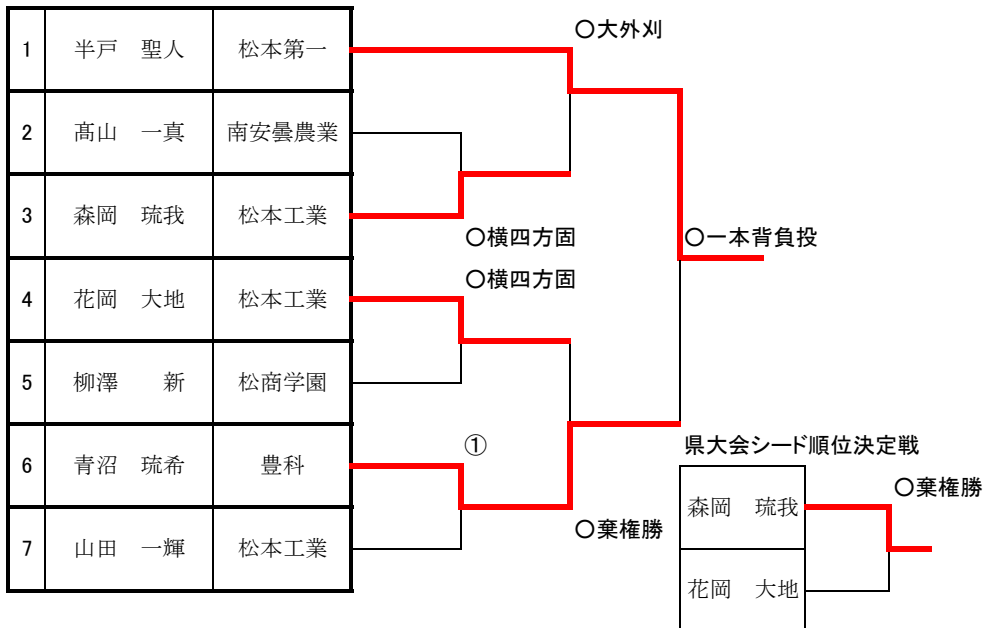 1 半戸 聖人 松本第一
2 髙山 一真 南安曇農業
3 森岡 琉我 松本工業
4 花岡 大地 松本工業
5 柳澤 新 松商学園
6 青沼 琉希 豊科
7 山田 一輝 松本工業
〇大外刈
〇横四方固
〇横四方固
①
〇棄権勝
〇一本背負投
県大会シード順位決定戦
森岡 琉我
花岡 大地
〇棄権勝